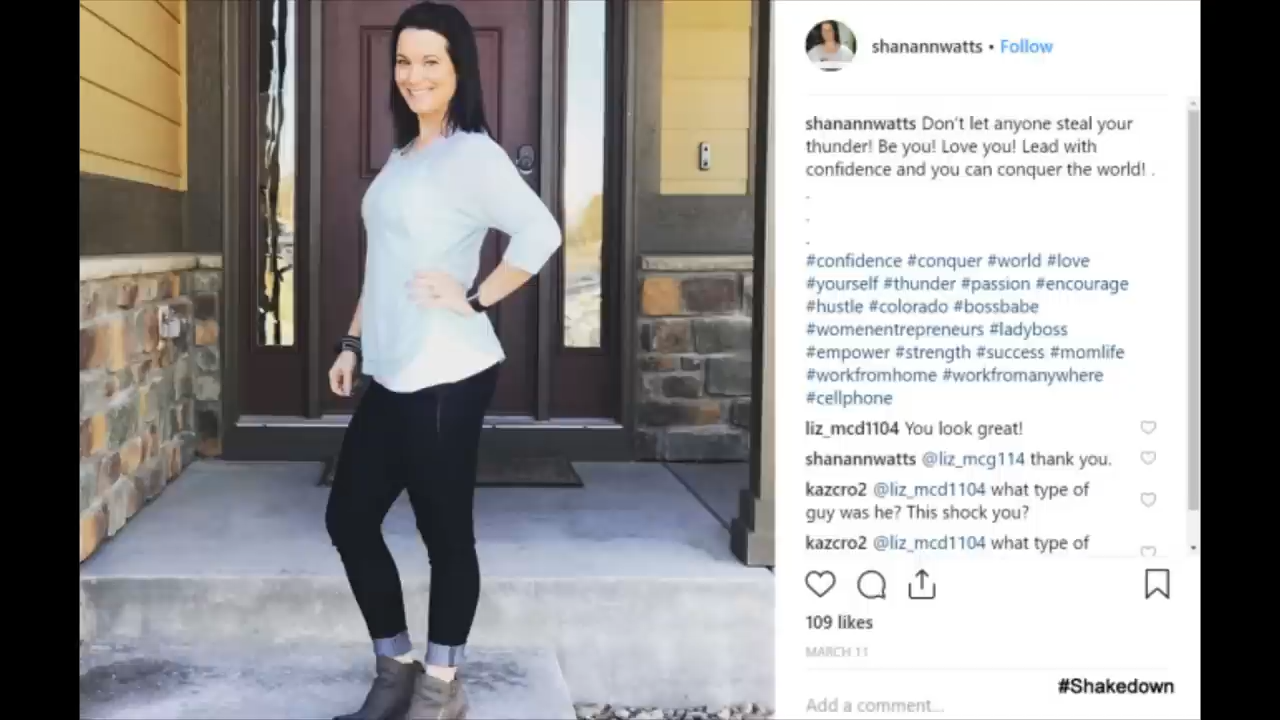 shanannwatts • Follow
shanannwatts Don't let anyone steal your
thunder! Be you! Love you! Lead with
confidence and you can conquer the world! .
.
.
.
#confidence #conquer #world #love
#yourself #thunder #passion #encourage
#hustle #colorado #bossbabe
#womenentrepreneurs #ladyboss
#empower #strength #success #momlife
#workfromhome #workfromanywhere
#cellphone
liz_mcd1104 You look great!
shanannwatts @liz_mcg114 thank you.
kazcro2 @liz_mcd1104 what type of
guy was he? This shock you?
kazcro2 @liz_mcd1104 what type of
109 likes
MARCH 11
#Shakedown
Add a comment...